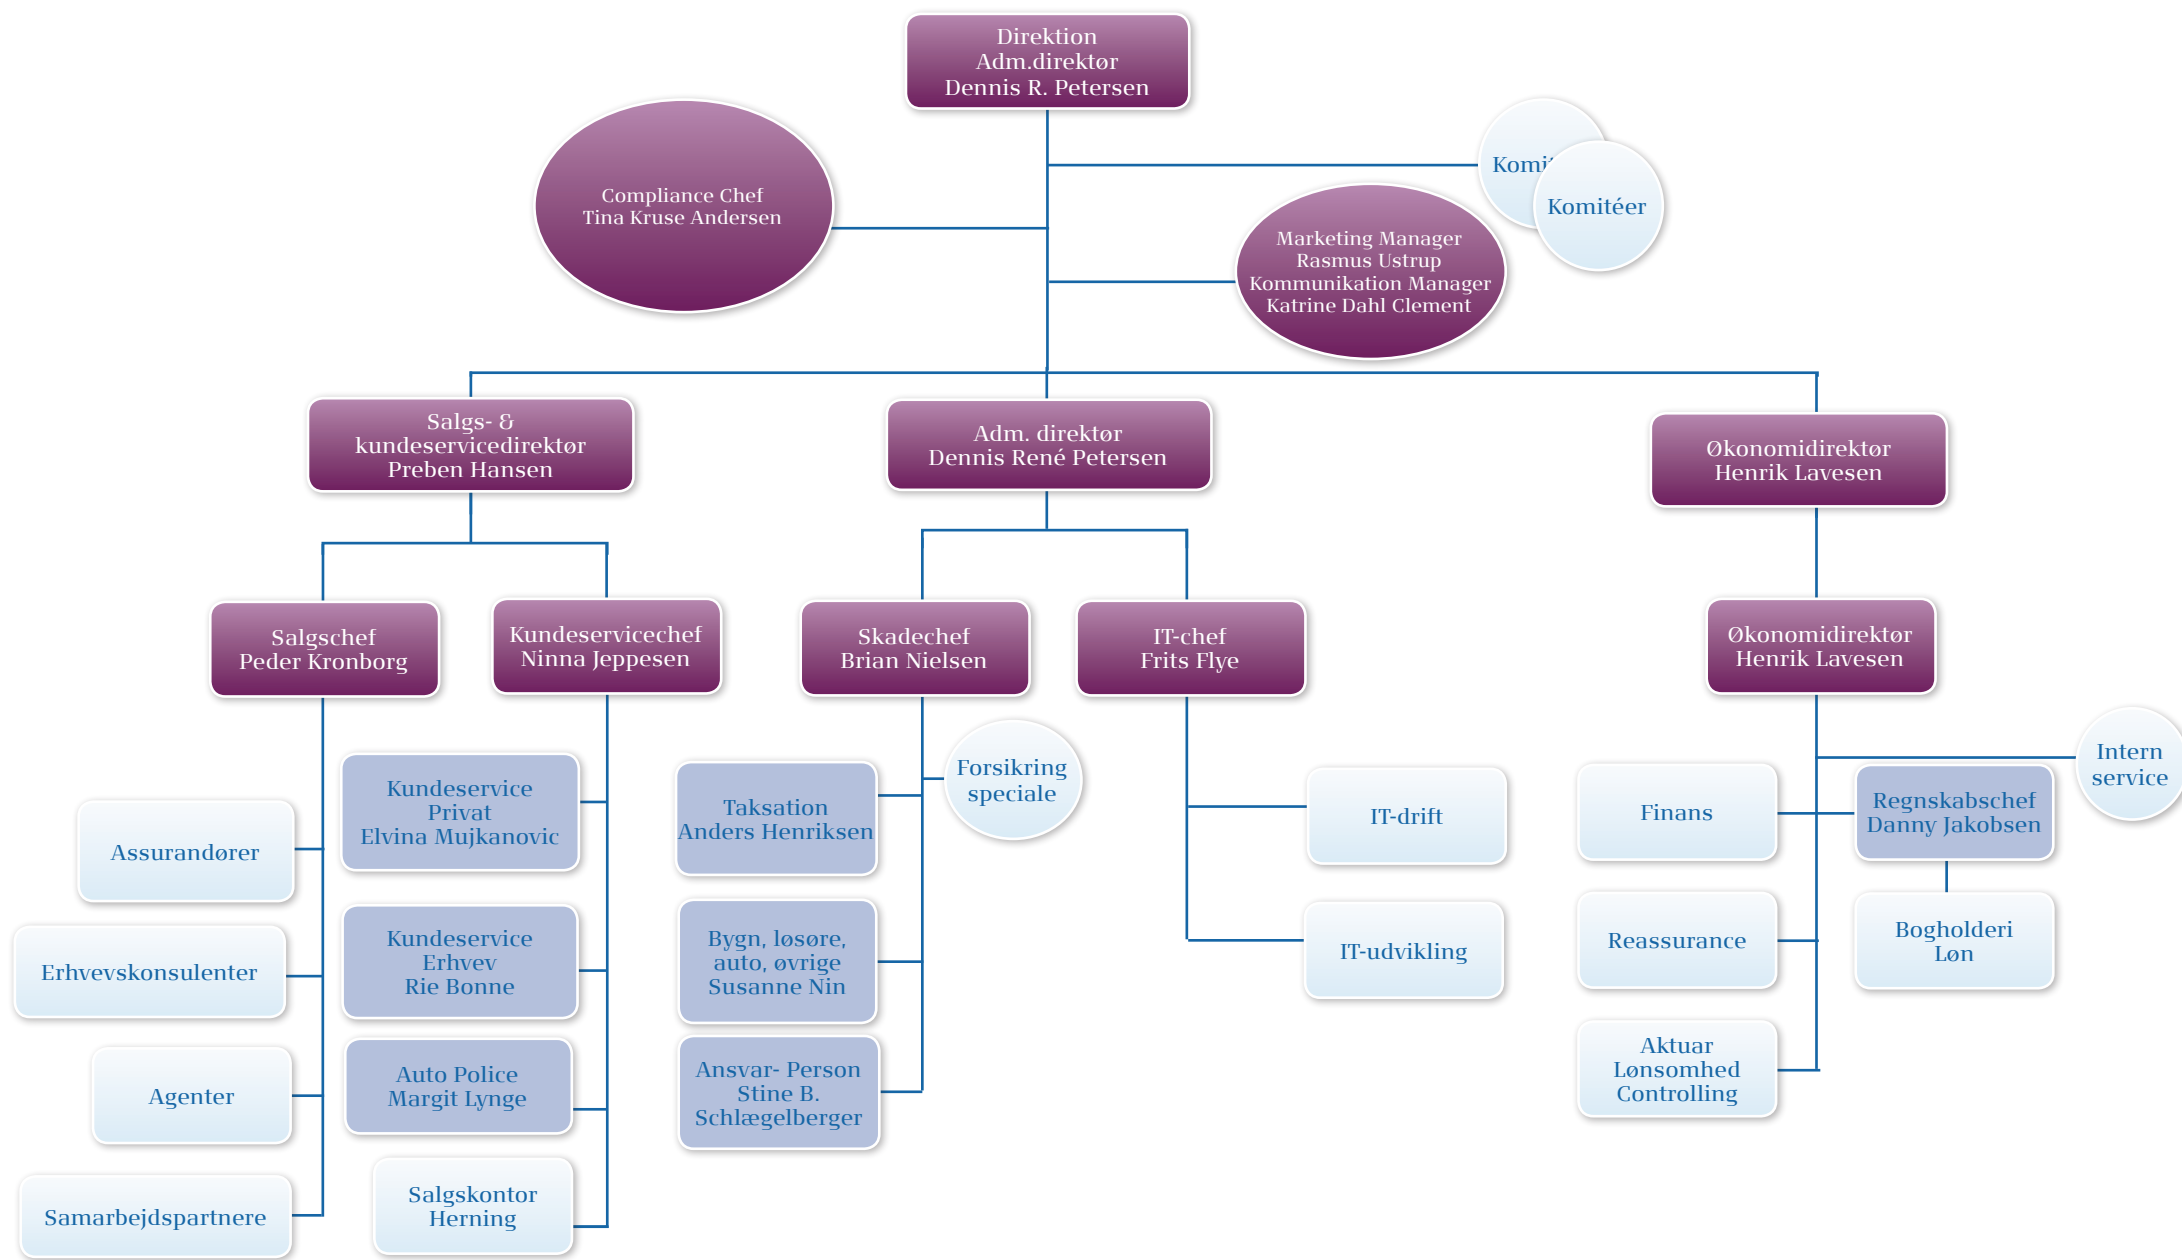 Direktion
Adm.direktør
Dennis R. Petersen
Compliance Chef
Tina Kruse Andersen
Komit
Komitéer
Marketing Manager
Rasmus Ustrup
Kommunikation Manager
Katrine Dahl Clement
Salgs- &
kundeservicedirektør
Preben Hansen
Adm. direktør
Dennis René Petersen
Økonomidirektør
Henrik Lavesen
Salgschef
Peder Kronborg
Kundeservicechef
Ninna Jeppesen
Skadechef
Brian Nielsen
IT-chef
Frits Flye
Økonomidirektør
Henrik Lavesen
Assurandører
Erhvevskonsulenter
Agenter
Samarbejdspartnere
Kundeservice
Privat
Elvina Mujkanovic
Kundeservice
Erhvev
Rie Bonne
Auto Police
Margit Lynge
Salgskontor
Herning
Taksation
Anders Henriksen
Forsikring
speciale
Bygn, løsøre,
auto, øvrige
Susanne Nin
Ansvar- Person
Stine B.
Schlægelberger
IT-drift
IT-udvikling
Intern
service
Finans
Regnskabschef
Danny Jakobsen
Reassurance
Bogholderi
Løn
Aktuar
Lønsomhed
Controlling